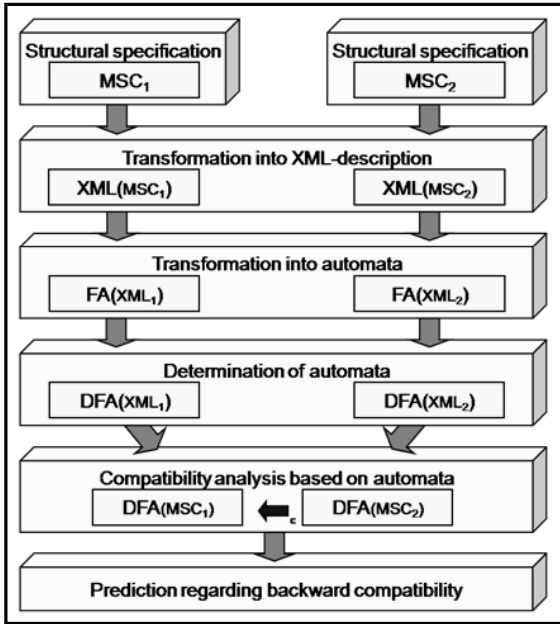 Structural specification Structural specification
MSC₁ MSC₂
Transformation into XML-description
XML(MSC₁) XML(MSC₂)
Transformation into automata
FA(XML₁) FA(XML₂)
Determination of automata
DFA(XML₁) DFA(XML₂)
Compatibility analysis based on automata
DFA(MSC₁) c DFA(MSC₂)
Prediction regarding backward compatibility